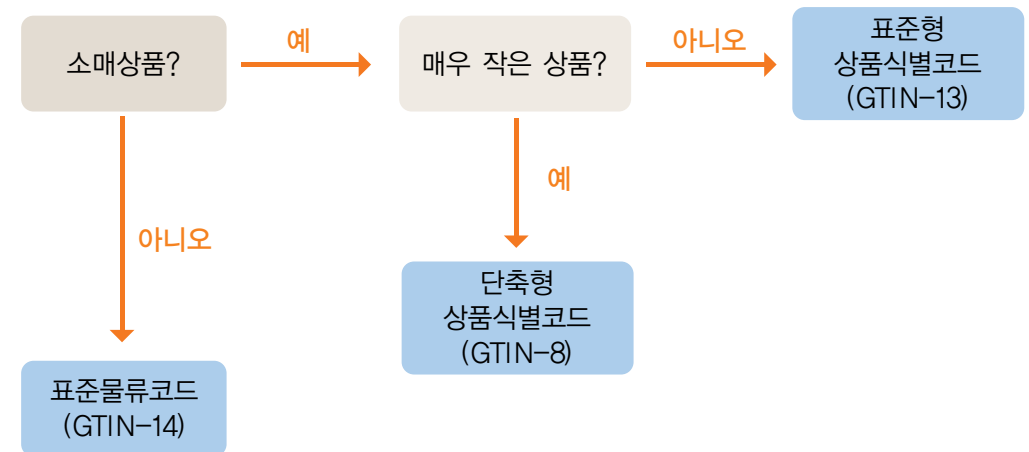 소매상품?
예
매우 작은 상품?
아니오
표준형
상품식별코드
(GTIN-13)
예
아니오
단축형
상품식별코드
(GTIN-8)
표준물류코드
(GTIN-14)